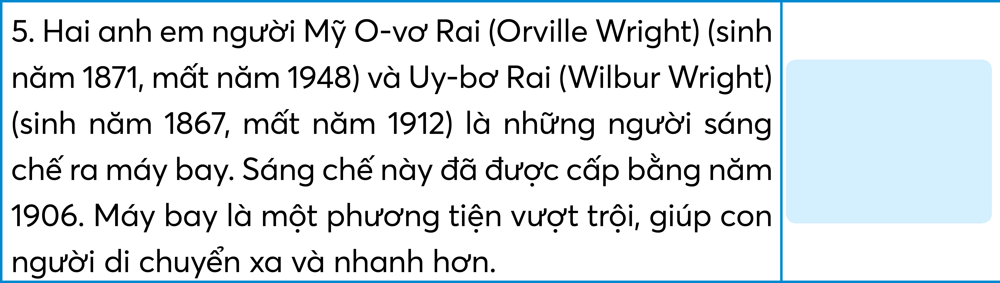 5. Hai anh em người Mỹ O-vơ Rai (Orville Wright) (sinh
năm 1871, mất năm 1948) và Uy-bơ Rai (Wilbur Wright)
(sinh năm 1867, mất năm 1912) là những người sáng
chế ra máy bay. Sáng chế này đã được cấp bằng năm
1906. Máy bay là một phương tiện vượt trội, giúp con
người di chuyển xa và nhanh hơn.